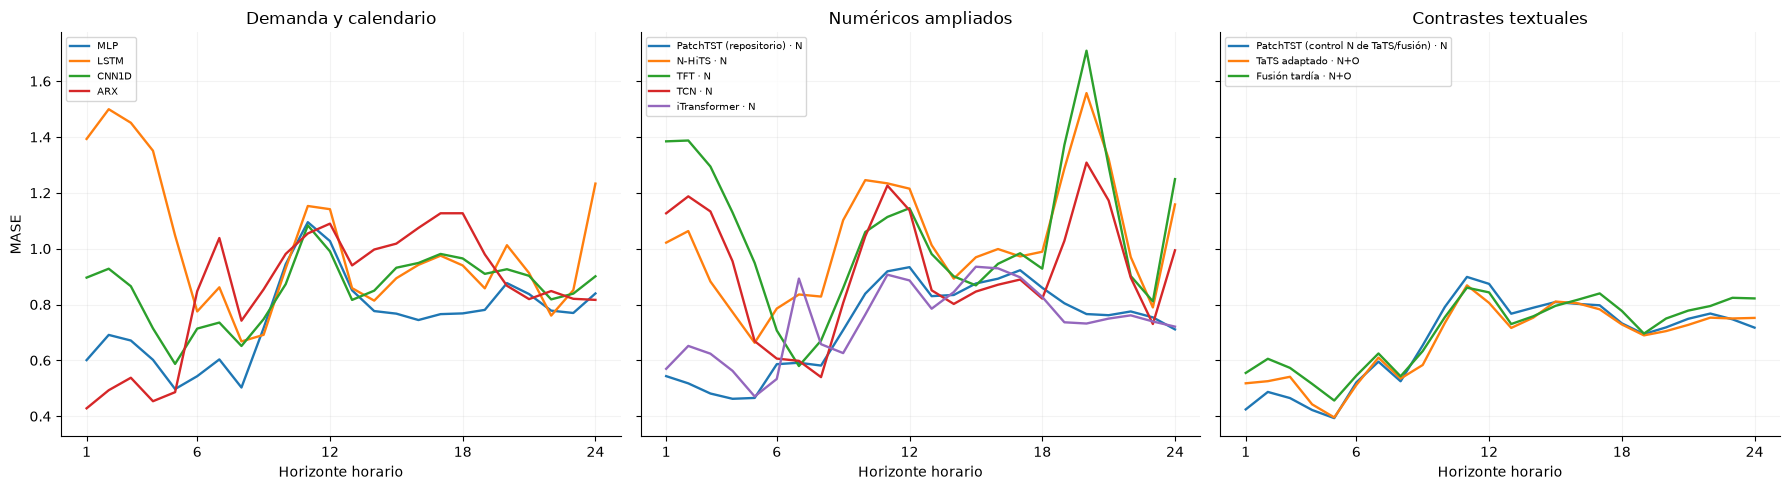 Demanda y calendario
MLP
LSTM
CNN1D
ARX
MASE
1.6
1.4
1.2
1.0
0.8
0.6
0.4
1 6 12 18 24
Horizonte horario
Numéricos ampliados
PatchTST (repositorio) · N
N-HiTS · N
TFT · N
TCN · N
iTransformer · N
1 6 12 18 24
Horizonte horario
Contrastes textuales
PatchTST (control N de TaTS/fusión) · N
TaTS adaptado · N+O
Fusión tardía · N+O
1 6 12 18 24
Horizonte horario